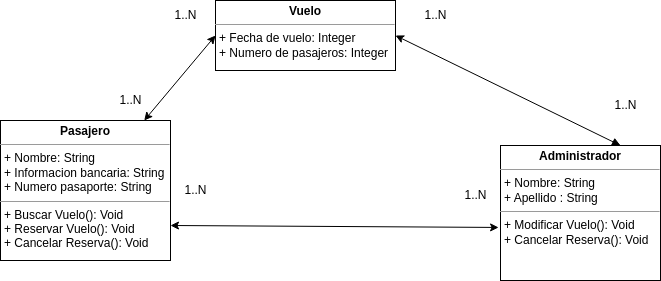 1..N
Vuelo
1..N
+ Fecha de vuelo: Integer
+ Numero de pasajeros: Integer
1..N
1..N
Pasajero
+ Nombre: String
+ Informacion bancaria: String
+ Numero pasaporte: String
+ Buscar Vuelo(): Void
+ Reservar Vuelo(): Void
+ Cancelar Reserva(): Void
1..N
1..N
Administrador
+ Nombre: String
+ Apellido : String
+ Modificar Vuelo(): Void
+ Cancelar Reserva(): Void